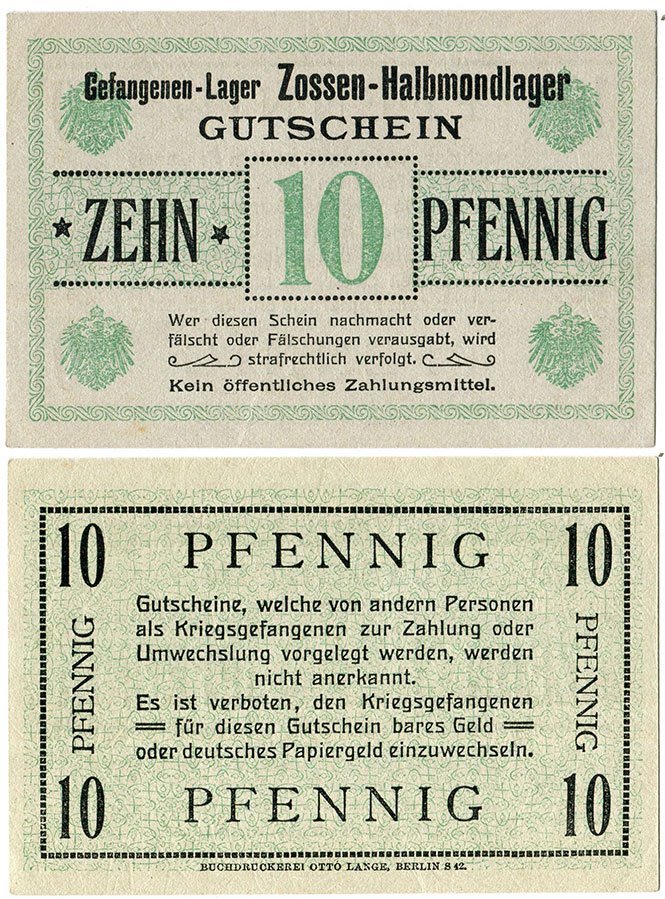 Gefangenen-Lager Zossen-Halbmondlager
GUTSCHEIN
ZEHN 10 PFENNIG
Wer diesen Schein nachmacht oder ver-
fälscht oder Fälschungen verausgabt, wird
strafrechtlich verfolgt.
Kein öffentliches Zahlungsmittel.
10 PFENNIG 10
Gutscheine, welche von andern Personen
als Kriegsgefangenen zur Zahlung oder
Umwechslung vorgelegt werden, werden
nicht anerkannt.
Es ist verboten, den Kriegsgefangenen
für diesen Gutschein bares Geld
oder deutsches Papiergeld einzuwechseln.
PFENNIG
PFENNIG
10 PFENNIG 10
BUCHDRUCKEREI OTTO LANGE, BERLIN S 42.